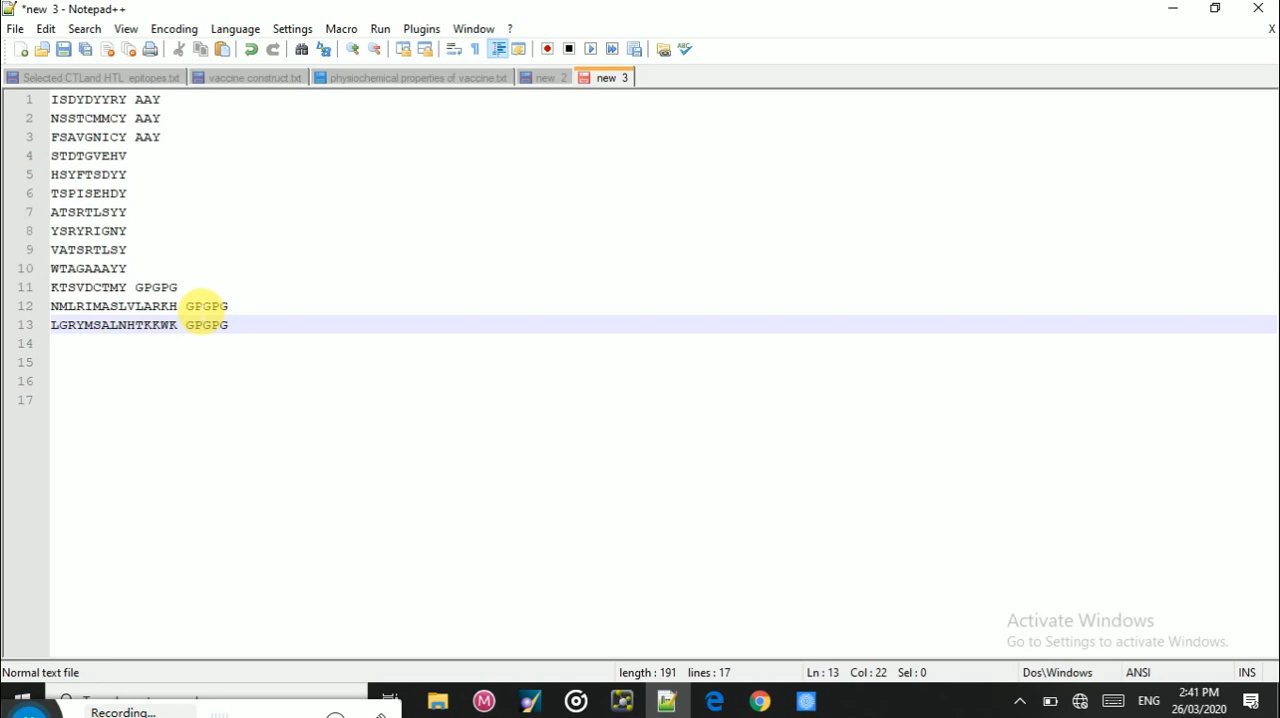 *new 3 - Notepad++
File Edit Search View Encoding Language Settings Macro Run Plugins Window ? X
Selected CTLand HTL epitopes.txt vaccine construct.txt physiochemical properties of vaccine.txt new 2 new 3
1 ISDYDYYRY AAY
2 NSSTCMMCY AAY
3 FSAVGNICY AAY
4 STDTGVEHV
5 HSYFTSDYY
6 TSPISEHDY
7 ATSRTLSYY
8 YSRYRIGNY
9 VATSRTLSY
10 WTAGAAAYY
11 KTSVDCTMY GPGPG
12 NMLRIMASLVLARKH GPGPG
13 LGRYMSALNHTKKWK GPGPG
14
15
16
17
Activate Windows
Go to Settings to activate Windows.
Normal text file length : 191 lines : 17 Ln : 13 Col : 22 Sel : 0 Dos\Windows ANSI INS
ENG 2:41 PM
26/03/2020
Recording...